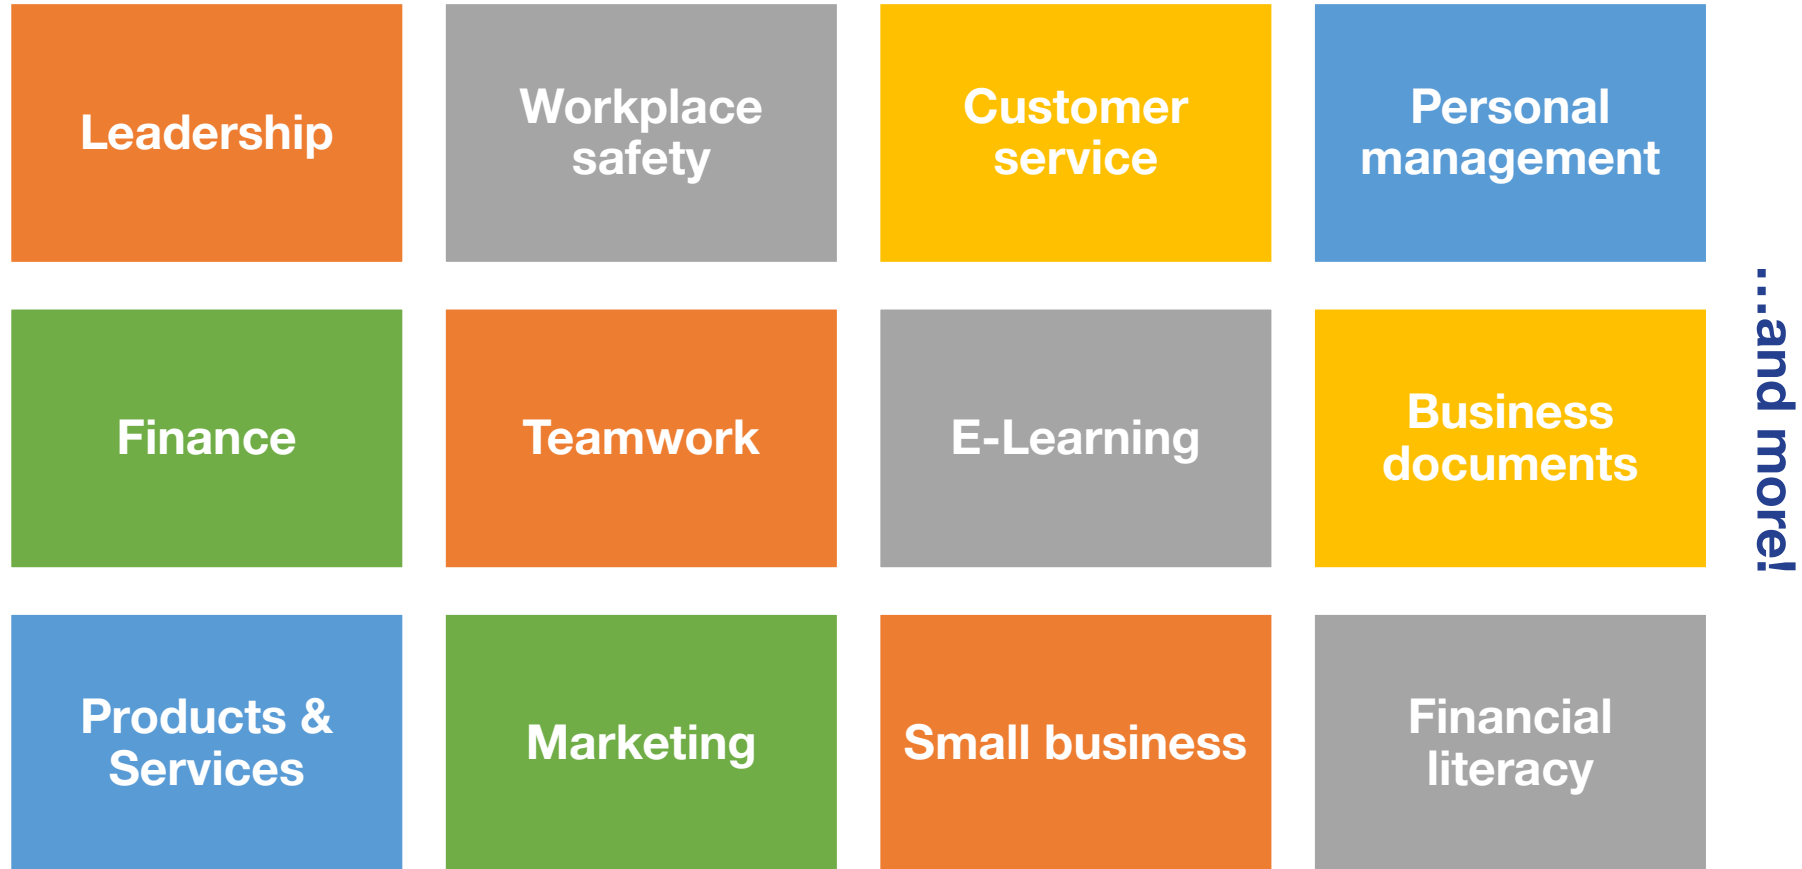 Leadership
Workplace
safety
Customer
service
Personal
management
Finance
Teamwork
E-Learning
Business
documents
Products &
Services
Marketing
Small business
Financial
literacy
....and more!